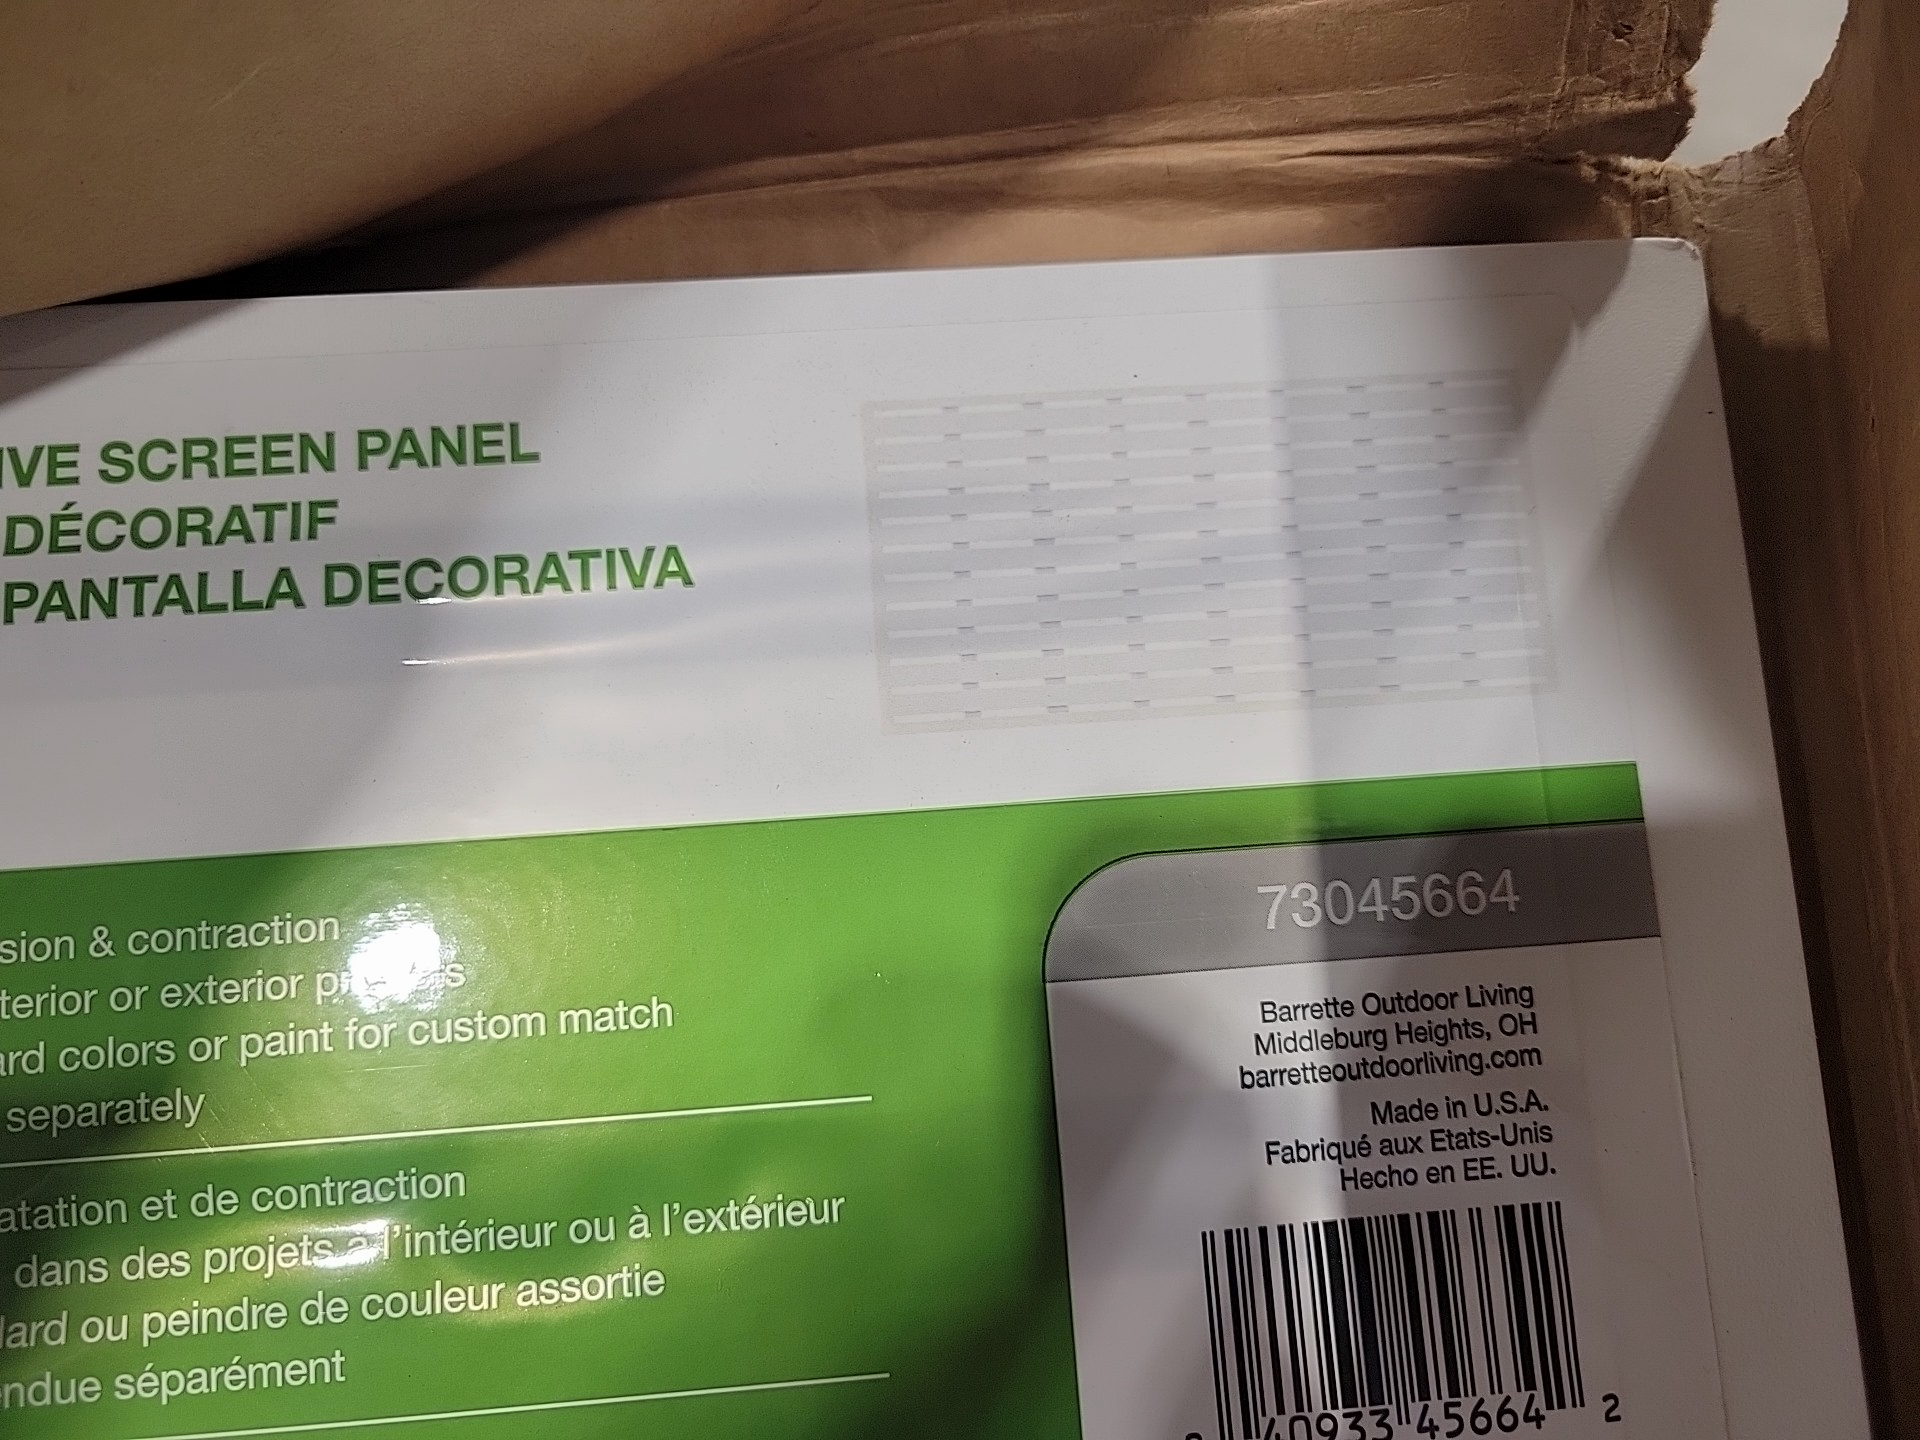 IVE SCREEN PANEL
DÉCORATIF
PANTALLA DECORATIVA
sion & contraction
terior or exterior
ard colors or paint for custom match
separately
atation et de contraction
dans des projets à l'intérieur ou à l'extérieur
dard ou peindre de couleur assortie
endue séparément
73045664
Barrette Outdoor Living
Middleburg Heights, OH
barretteoutdoorliving.com
Made in U.S.A.
Fabriqué aux Etats-Unis
Hecho en EE. UU.
40933 45664 2